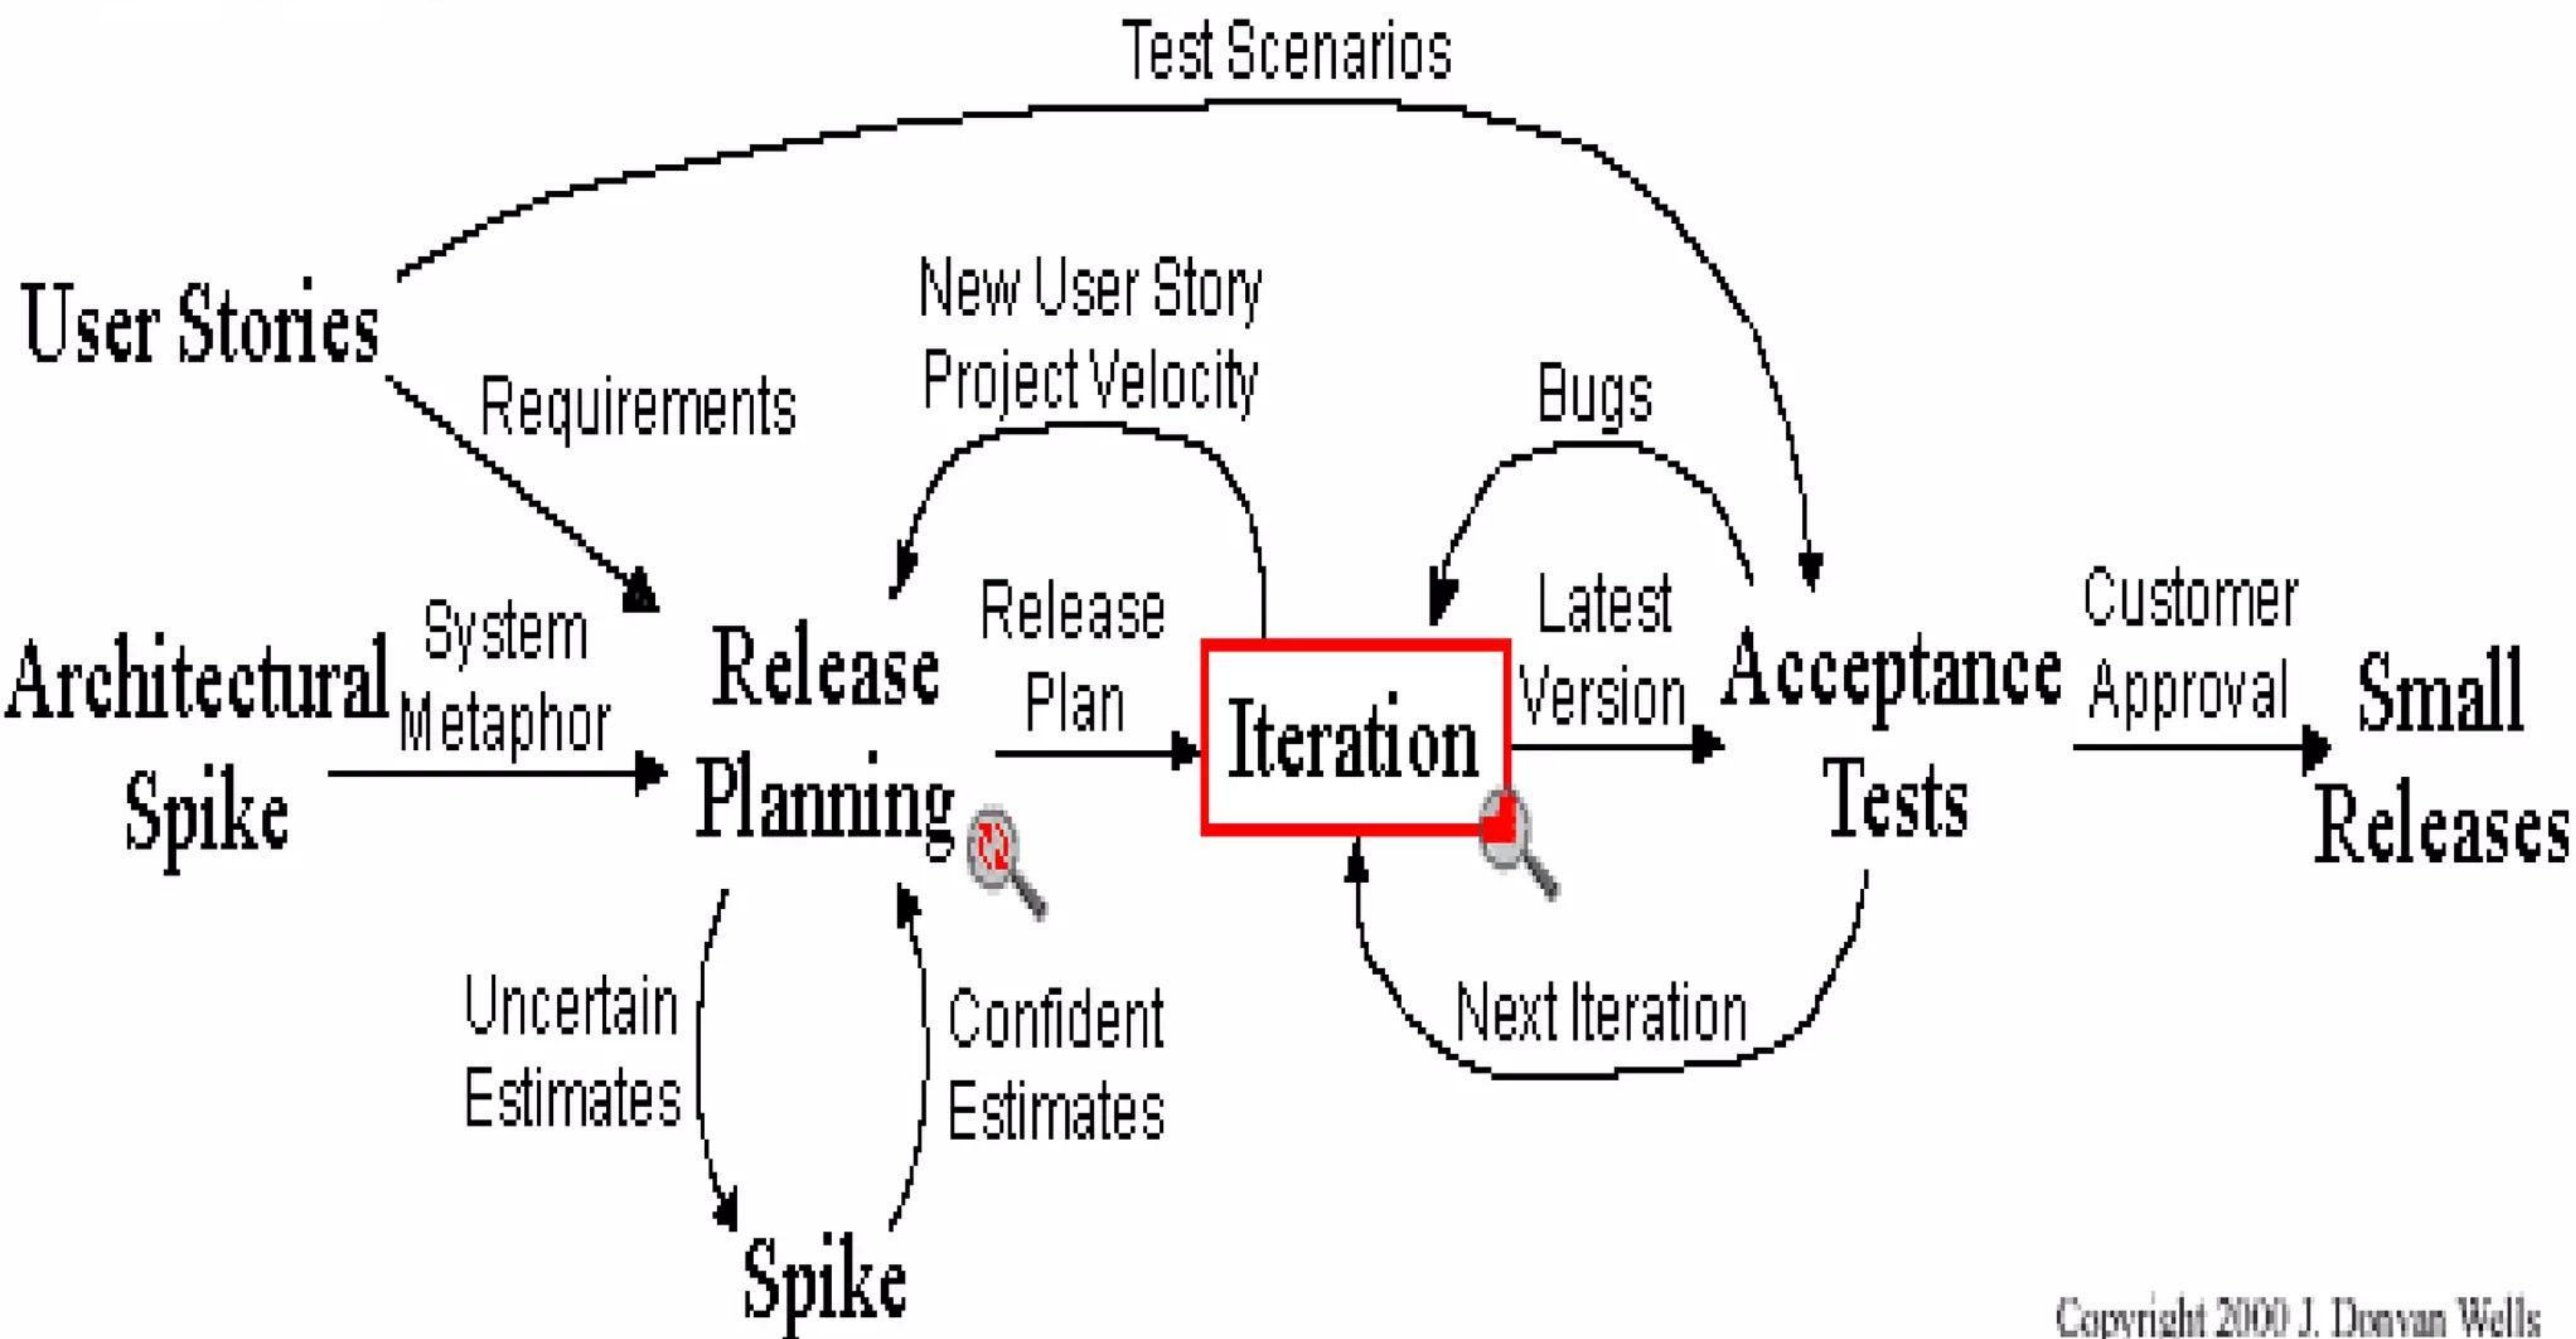 Test Scenarios
User Stories
New User Story
Project Velocity
Requirements
Bugs
System
Metaphor
Architectural
Spike
Release
Planning
Release
Plan
Iteration
Latest
Version
Acceptance
Tests
Customer
Approval
Small
Releases
Uncertain
Estimates
Confident
Estimates
Next Iteration
Spike
Copyright 2000 J. Donvan Wells